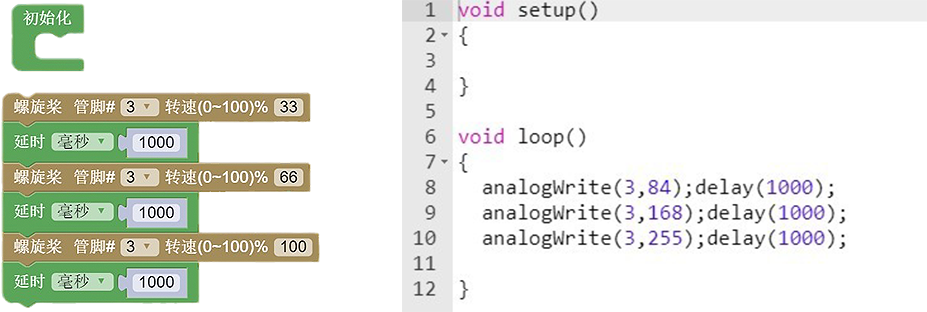 初始化
螺旋桨 管脚# 3 转速(0~100)% 33
延时 毫秒 1000
螺旋桨 管脚# 3 转速(0~100)% 66
延时 毫秒 1000
螺旋桨 管脚# 3 转速(0~100)% 100
延时 毫秒 1000
1 void setup()
2 {
3
4 }
5
6 void loop()
7 {
8 analogWrite(3,84);delay(1000);
9 analogWrite(3,168);delay(1000);
10 analogWrite(3,255);delay(1000);
11
12 }